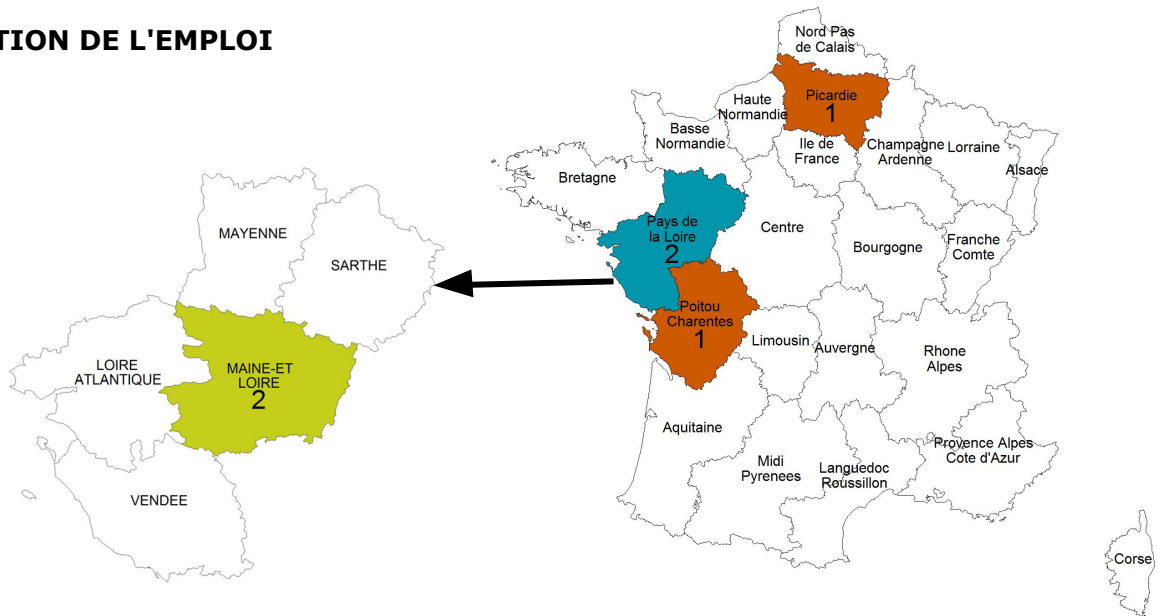 TION DE L'EMPLOI
Nord Pas
de Calais
Picardie
1
Haute
Normandie
Basse
Normandie
Ile de
France
Champagne
Ardenne
Lorraine
Alsace
Bretagne
Pays de
la Loire
2
Centre
Bourgogne
Franche
Comte
Poitou
Charentes
1
Limousin
Auvergne
Rhone
Alpes
Aquitaine
Midi
Pyrenees
Languedoc
Roussillon
Provence Alpes
Cote d'Azur
Corse
MAYENNE
SARTHE
LOIRE
ATLANTIQUE
MAINE-ET
LOIRE
2
VENDEE